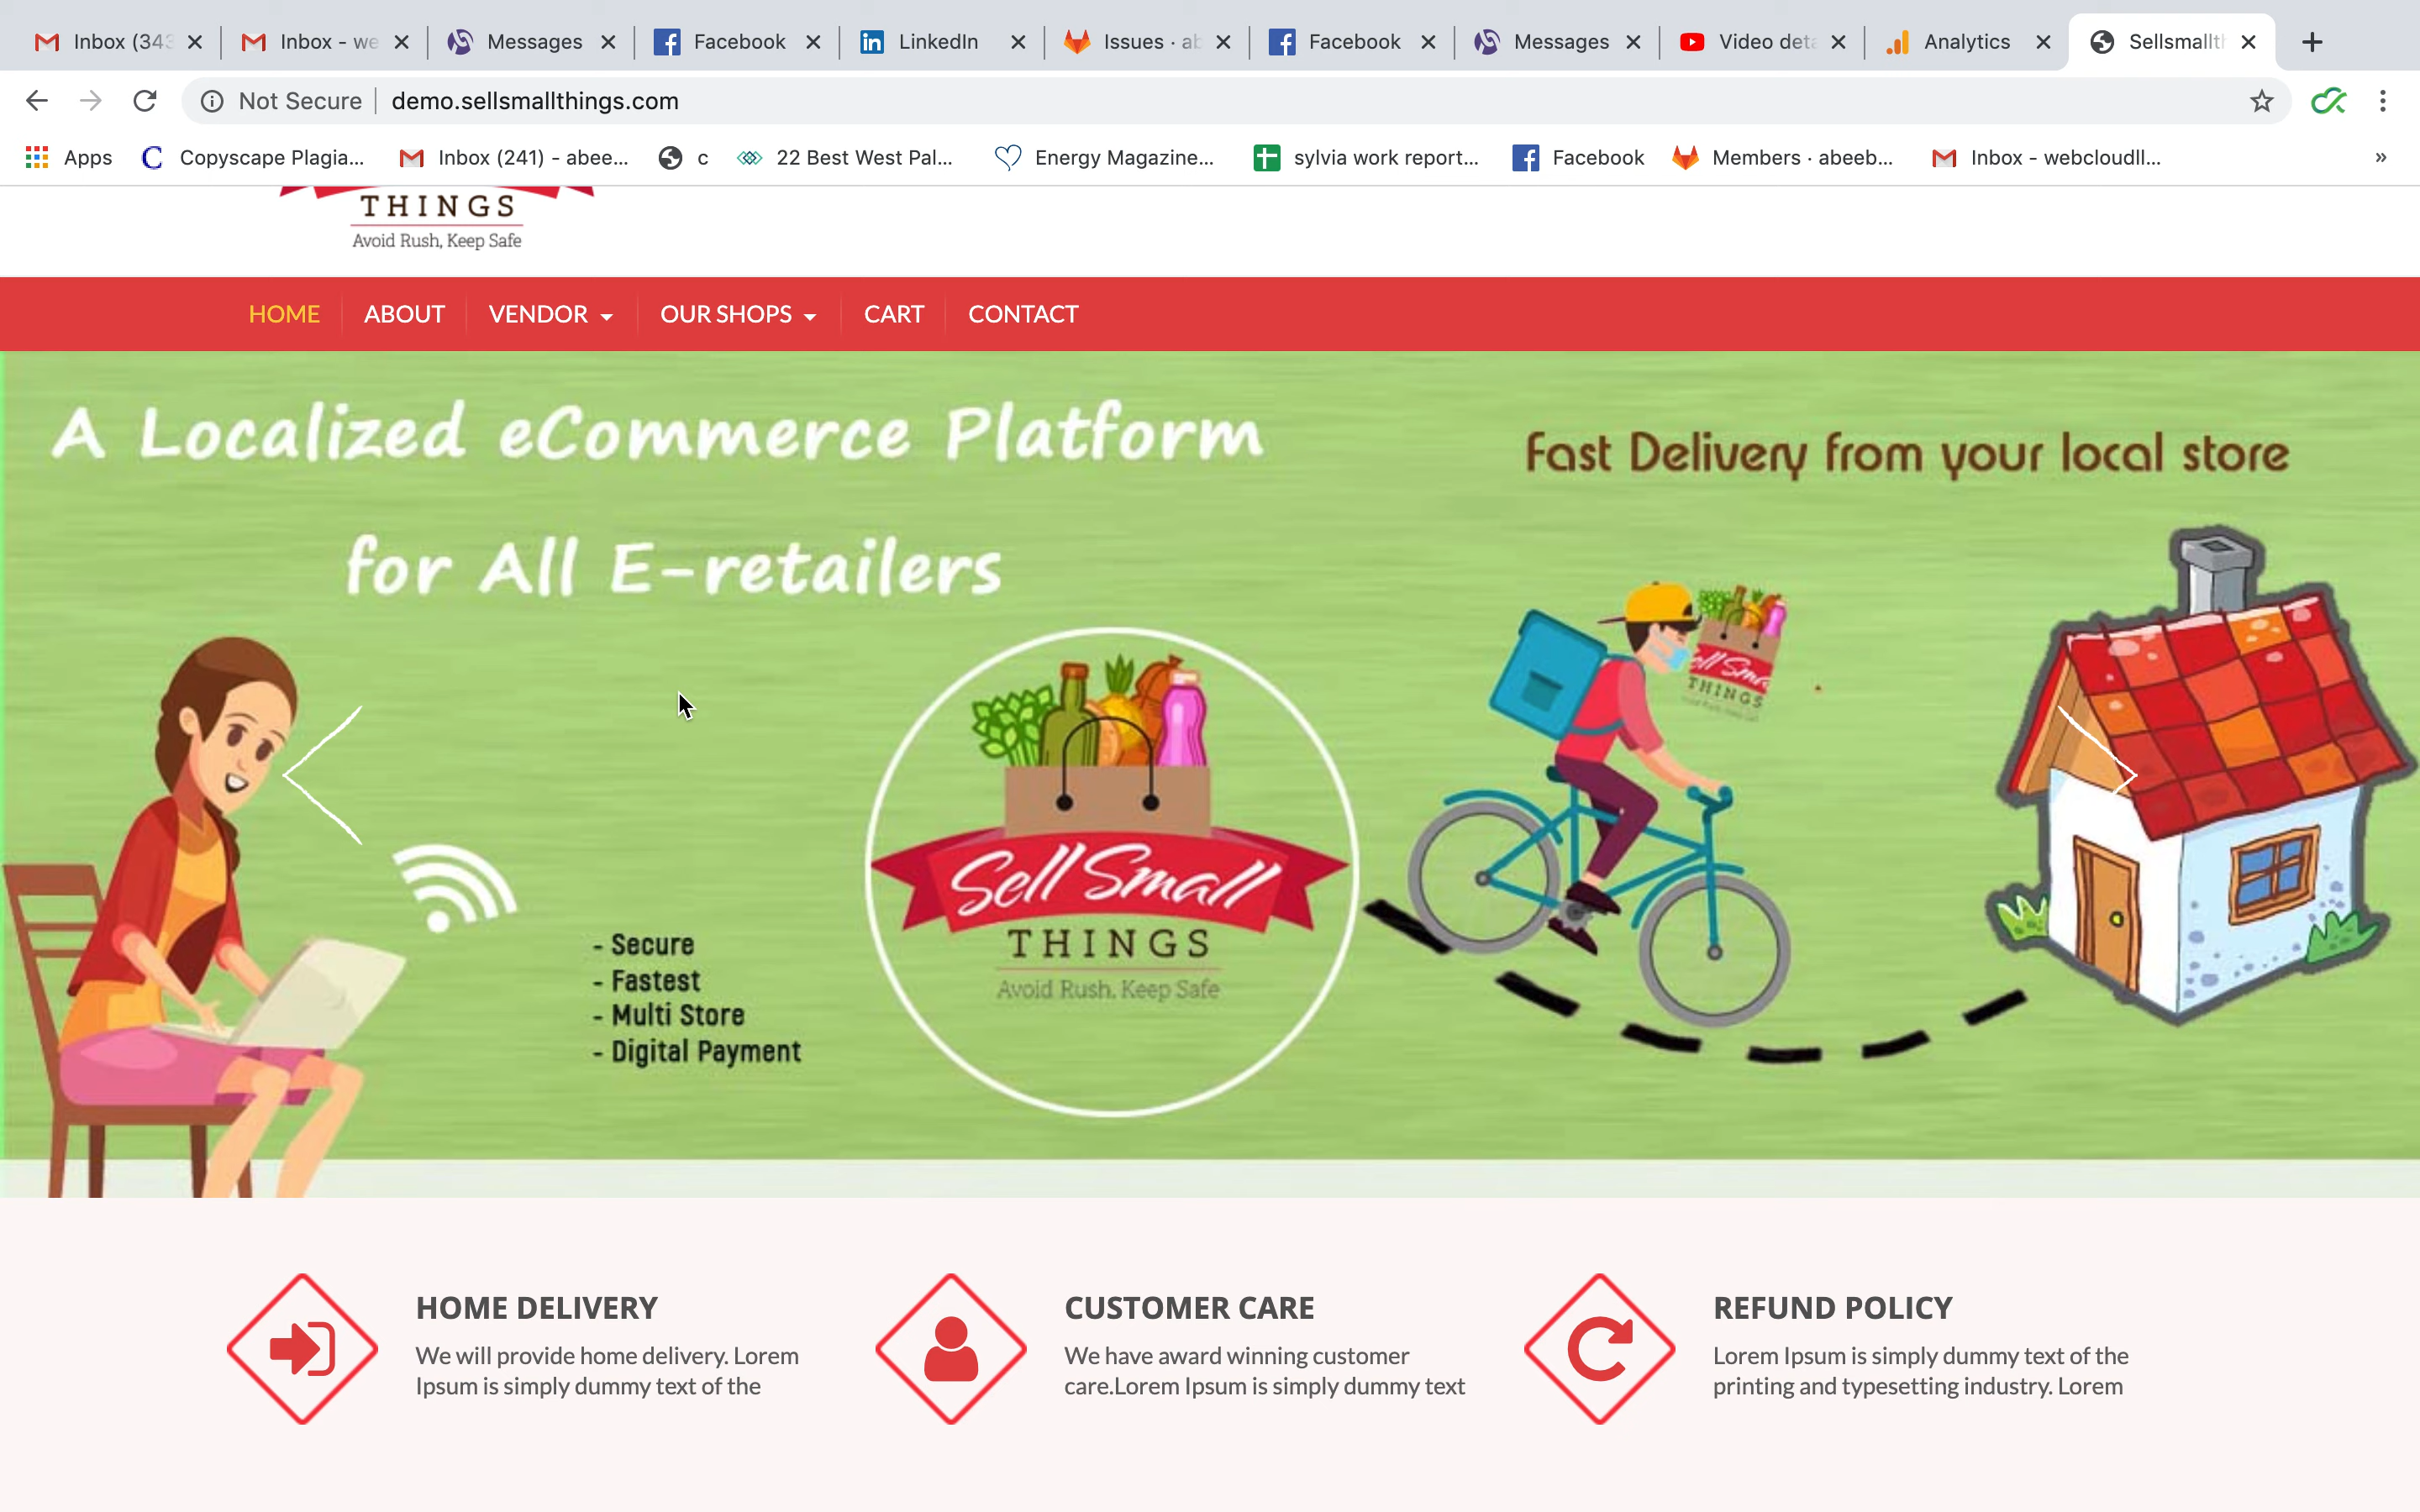 Inbox (343
Inbox - we
Messages
Facebook
LinkedIn
Issues · ab
Facebook
Messages
Video deta
Analytics
Sellsmallt
Not Secure
demo.sellsmallthings.com
Apps
Copyscape Plagia...
Inbox (241) - abee...
c
22 Best West Pal...
Energy Magazine...
sylvia work report...
Facebook
Members · abeeb...
Inbox - webcloudll...
»
THINGS
Avoid Rush, Keep Safe
HOME
ABOUT
VENDOR
OUR SHOPS
CART
CONTACT
A Localized eCommerce Platform
for All E-retailers
Fast Delivery from your local store
- Secure
- Fastest
- Multi Store
- Digital Payment
Sell Small
THINGS
Avoid Rush, Keep Safe
THINGS
HOME DELIVERY
We will provide home delivery. Lorem
Ipsum is simply dummy text of the
CUSTOMER CARE
We have award winning customer
care.Lorem Ipsum is simply dummy text
REFUND POLICY
Lorem Ipsum is simply dummy text of the
printing and typesetting industry. Lorem